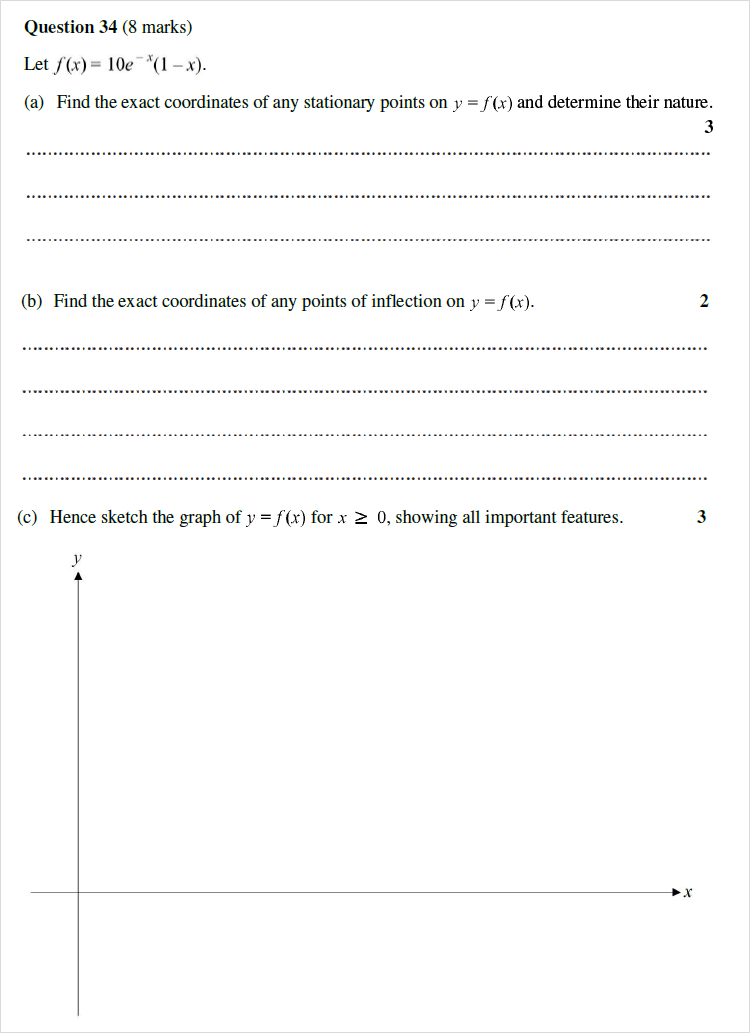 Question 34 (8 marks)
Let f(x) = 10e⁻ˣ(1 – x).
(a) Find the exact coordinates of any stationary points on y = f(x) and determine their nature.
3
(b) Find the exact coordinates of any points of inflection on y = f(x). 2
(c) Hence sketch the graph of y = f(x) for x ≥ 0, showing all important features. 3
y
x